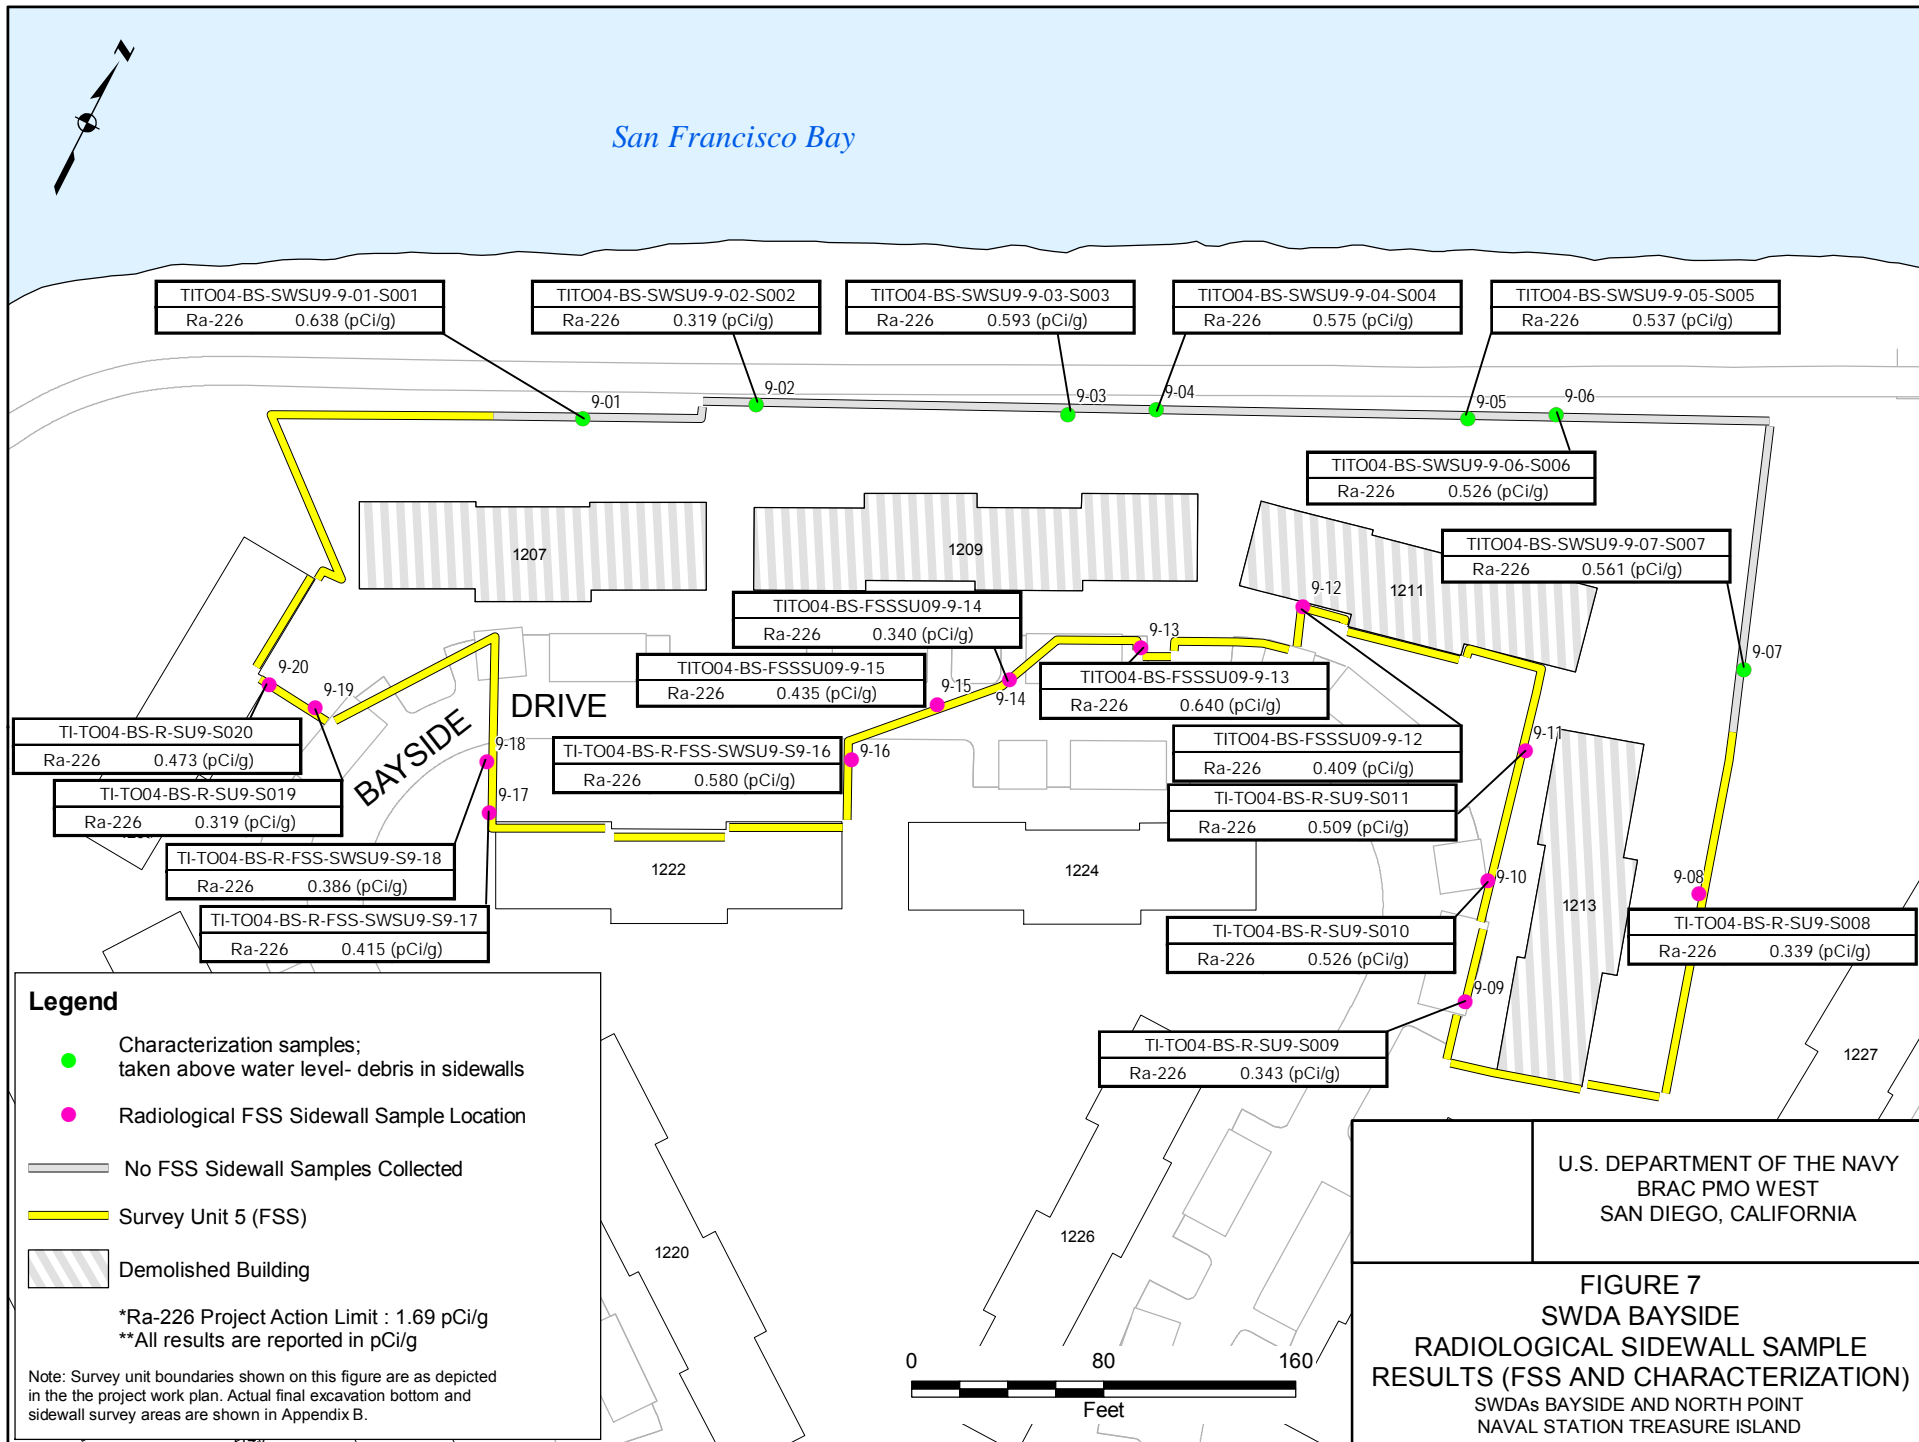 N
San Francisco Bay
TITO04-BS-SWSU9-9-01-S001
Ra-226 0.638 (pCi/g)
TITO04-BS-SWSU9-9-02-S002
Ra-226 0.319 (pCi/g)
TITO04-BS-SWSU9-9-03-S003
Ra-226 0.593 (pCi/g)
TITO04-BS-SWSU9-9-04-S004
Ra-226 0.575 (pCi/g)
TITO04-BS-SWSU9-9-05-S005
Ra-226 0.537 (pCi/g)
9-01
9-02
9-03
9-04
9-05
9-06
TITO04-BS-SWSU9-9-06-S006
Ra-226 0.526 (pCi/g)
TITO04-BS-SWSU9-9-07-S007
Ra-226 0.561 (pCi/g)
1207
1209
1211
9-12
TITO04-BS-FSSSU09-9-14
Ra-226 0.340 (pCi/g)
9-13
9-07
TITO04-BS-FSSSU09-9-15
Ra-226 0.435 (pCi/g)
9-15
9-14
TITO04-BS-FSSSU09-9-13
Ra-226 0.640 (pCi/g)
9-20
9-19
BAYSIDE
DRIVE
TI-TO04-BS-R-SU9-S020
Ra-226 0.473 (pCi/g)
9-18
TI-TO04-BS-R-FSS-SWSU9-S9-16
Ra-226 0.580 (pCi/g)
9-16
TITO04-BS-FSSSU09-9-12
Ra-226 0.409 (pCi/g)
9-11
TI-TO04-BS-R-SU9-S019
Ra-226 0.319 (pCi/g)
9-17
TI-TO04-BS-R-SU9-S011
Ra-226 0.509 (pCi/g)
TI-TO04-BS-R-FSS-SWSU9-S9-18
Ra-226 0.386 (pCi/g)
1222
1224
9-10
9-08
TI-TO04-BS-R-FSS-SWSU9-S9-17
Ra-226 0.415 (pCi/g)
1213
TI-TO04-BS-R-SU9-S010
Ra-226 0.526 (pCi/g)
TI-TO04-BS-R-SU9-S008
Ra-226 0.339 (pCi/g)
9-09
TI-TO04-BS-R-SU9-S009
Ra-226 0.343 (pCi/g)
1227
1220
1226
Legend
Characterization samples;
taken above water level- debris in sidewalls
Radiological FSS Sidewall Sample Location
No FSS Sidewall Samples Collected
Survey Unit 5 (FSS)
Demolished Building
*Ra-226 Project Action Limit : 1.69 pCi/g
**All results are reported in pCi/g
Note: Survey unit boundaries shown on this figure are as depicted
in the the project work plan. Actual final excavation bottom and
sidewall survey areas are shown in Appendix B.
0 80 160
Feet
U.S. DEPARTMENT OF THE NAVY
BRAC PMO WEST
SAN DIEGO, CALIFORNIA
FIGURE 7
SWDA BAYSIDE
RADIOLOGICAL SIDEWALL SAMPLE
RESULTS (FSS AND CHARACTERIZATION)
SWDAs BAYSIDE AND NORTH POINT
NAVAL STATION TREASURE ISLAND